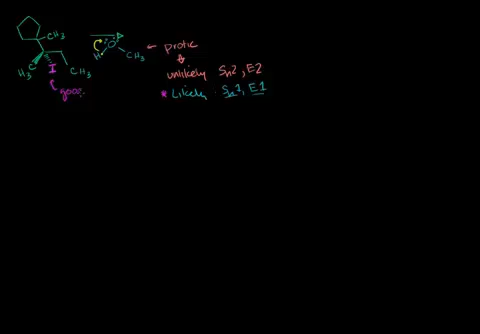 CH₃
H₃C
I
CH₃
good
H
O
CH₃
protic
unlikely SN2, E2
* Likely: SN1, E1